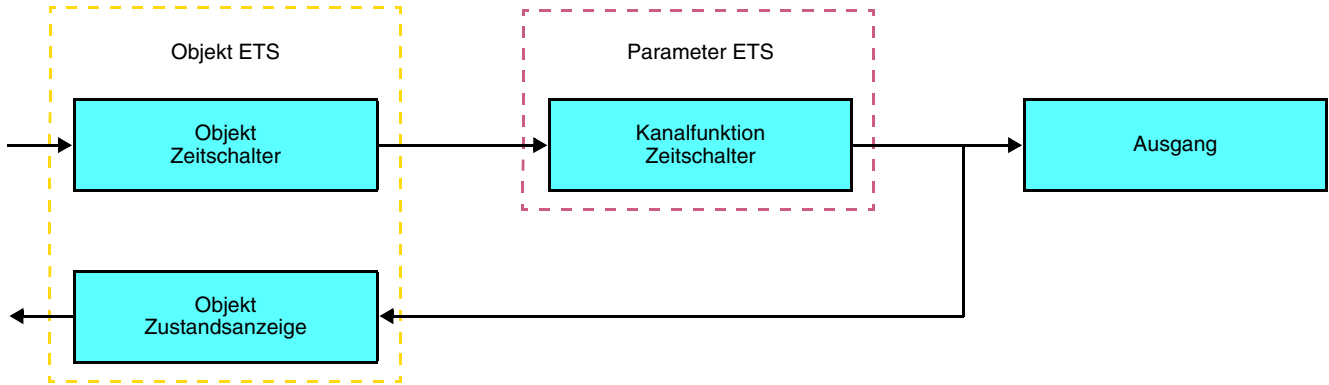 Objekt ETS
Parameter ETS
Objekt
Zeitschalter
Kanalfunktion
Zeitschalter
Ausgang
Objekt
Zustandsanzeige